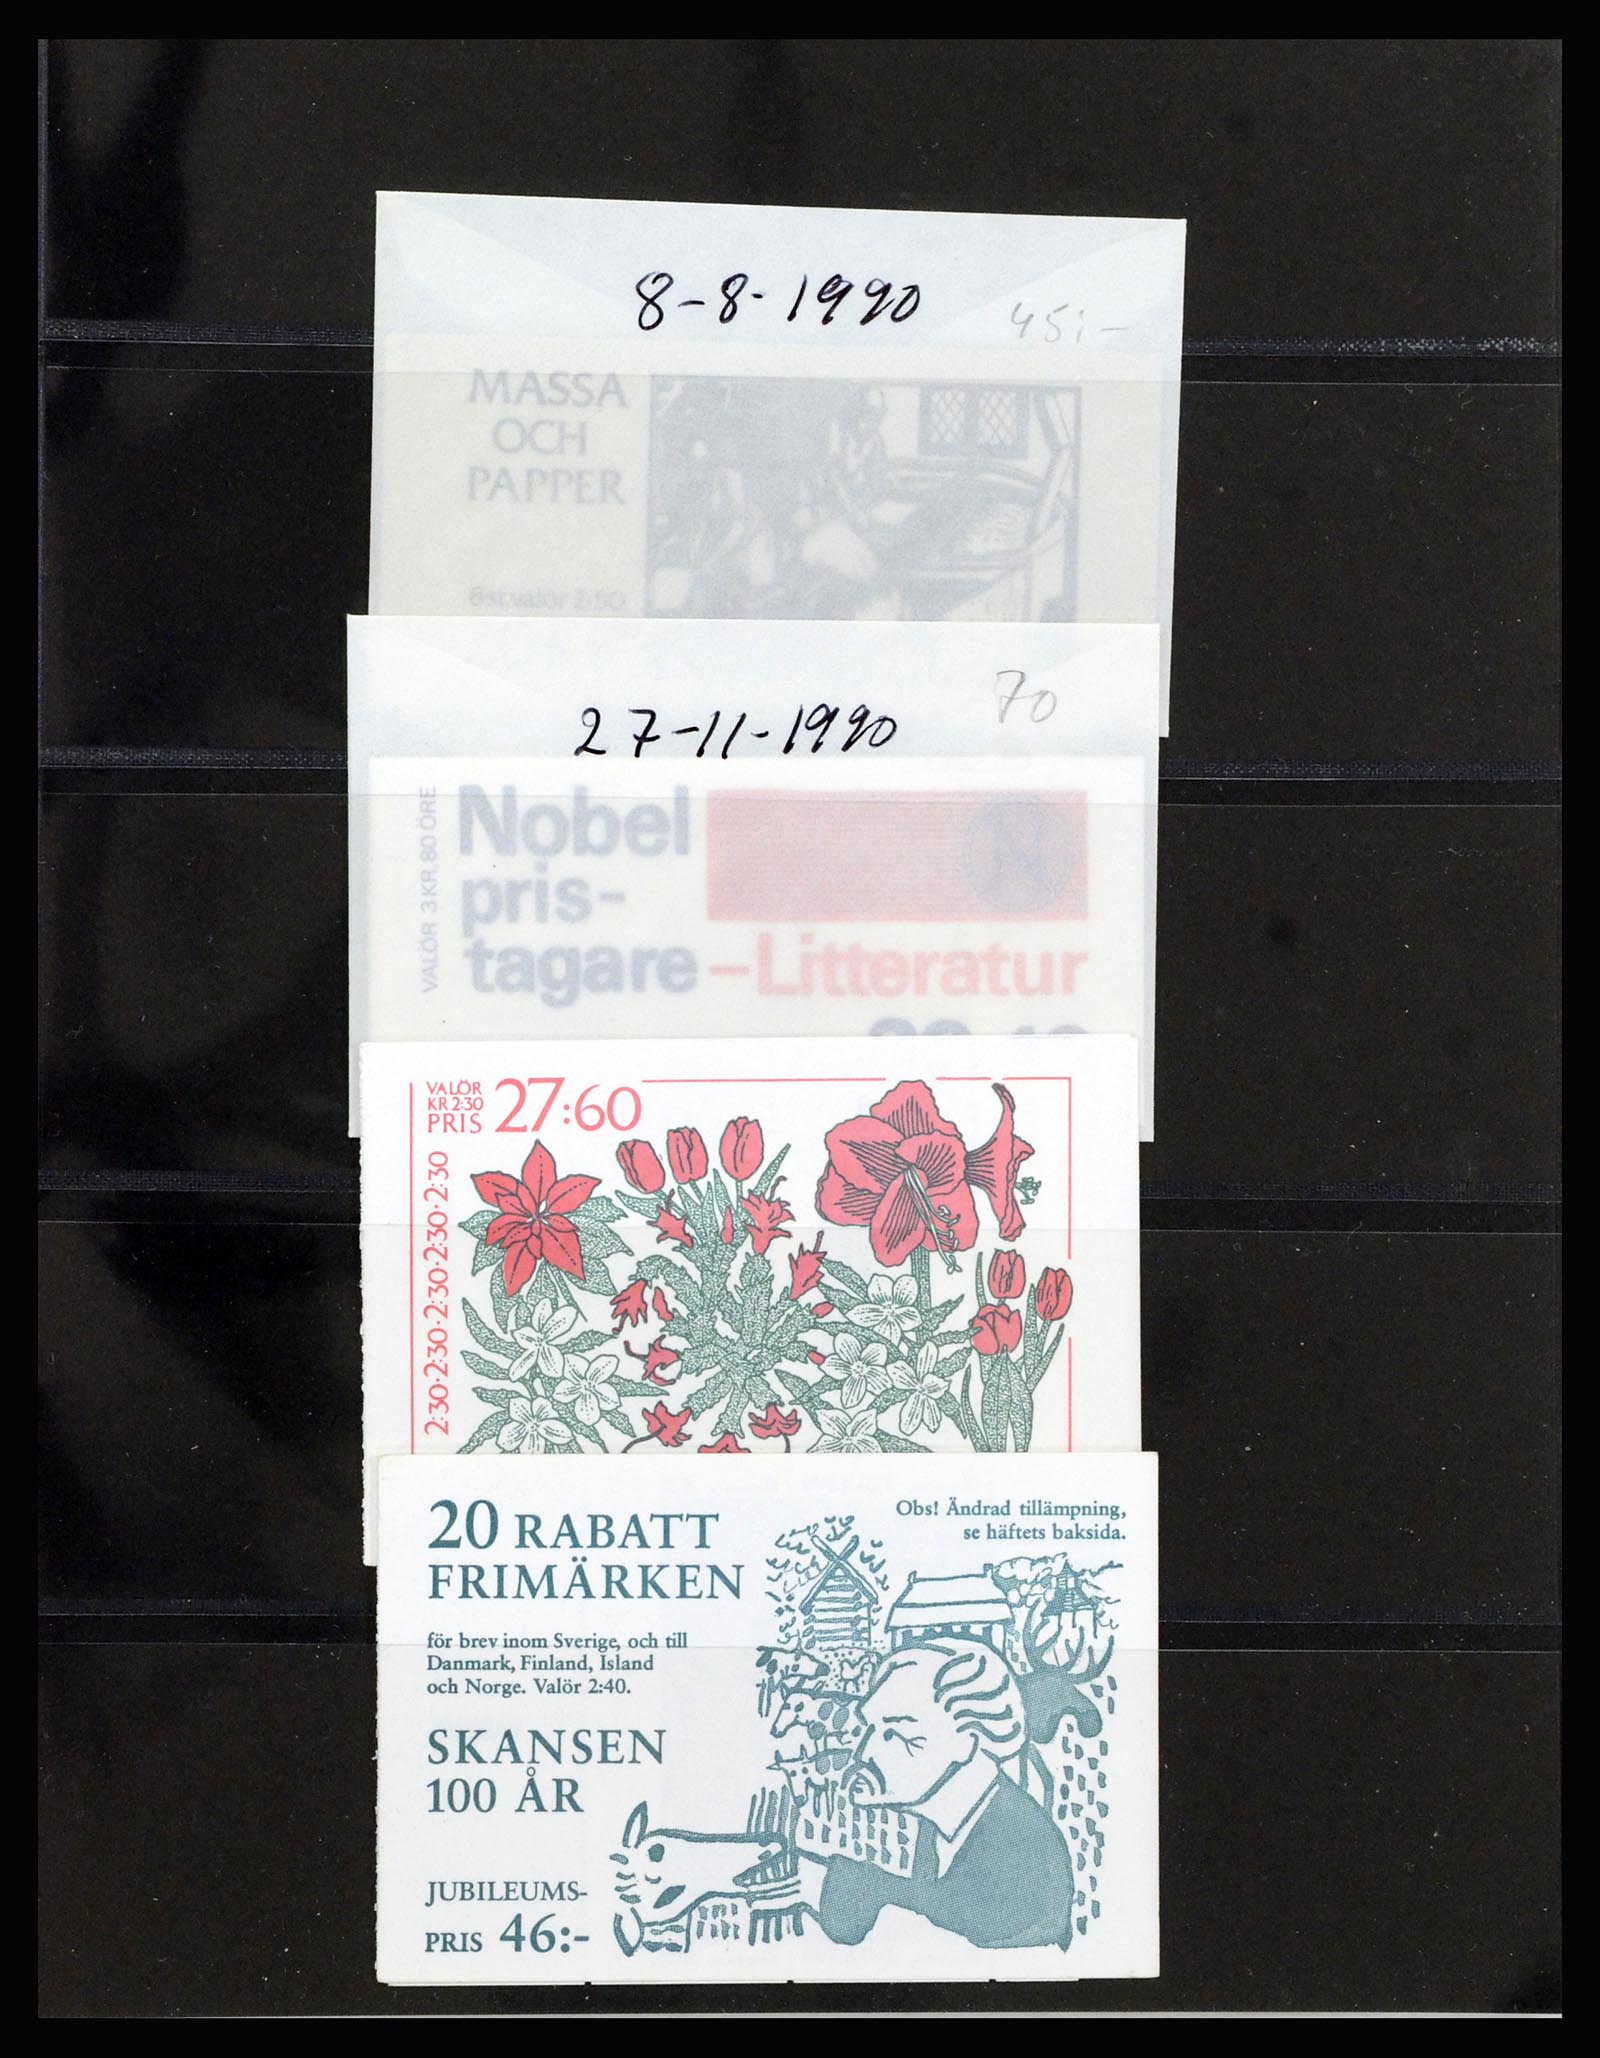 8-8-1990
45:-
MASSA
OCH
PAPPER
8 st. valör 2/50
27-11-1990
70
VALÖR 3 KR. 80 ÖRE
Nobel
pris-
tagare – Litteratur
VALÖR
KR 2:30
PRIS 27:60
2:30·2:30·2:30·2:30·2:30·2:30
20 RABATT
FRIMÄRKEN
Obs! Ändrad tillämpning,
se häftets baksida.
för brev inom Sverige, och till
Danmark, Finland, Island
och Norge. Valör 2:40.
SKANSEN
100 ÅR
JUBILEUMS-
PRIS 46:-